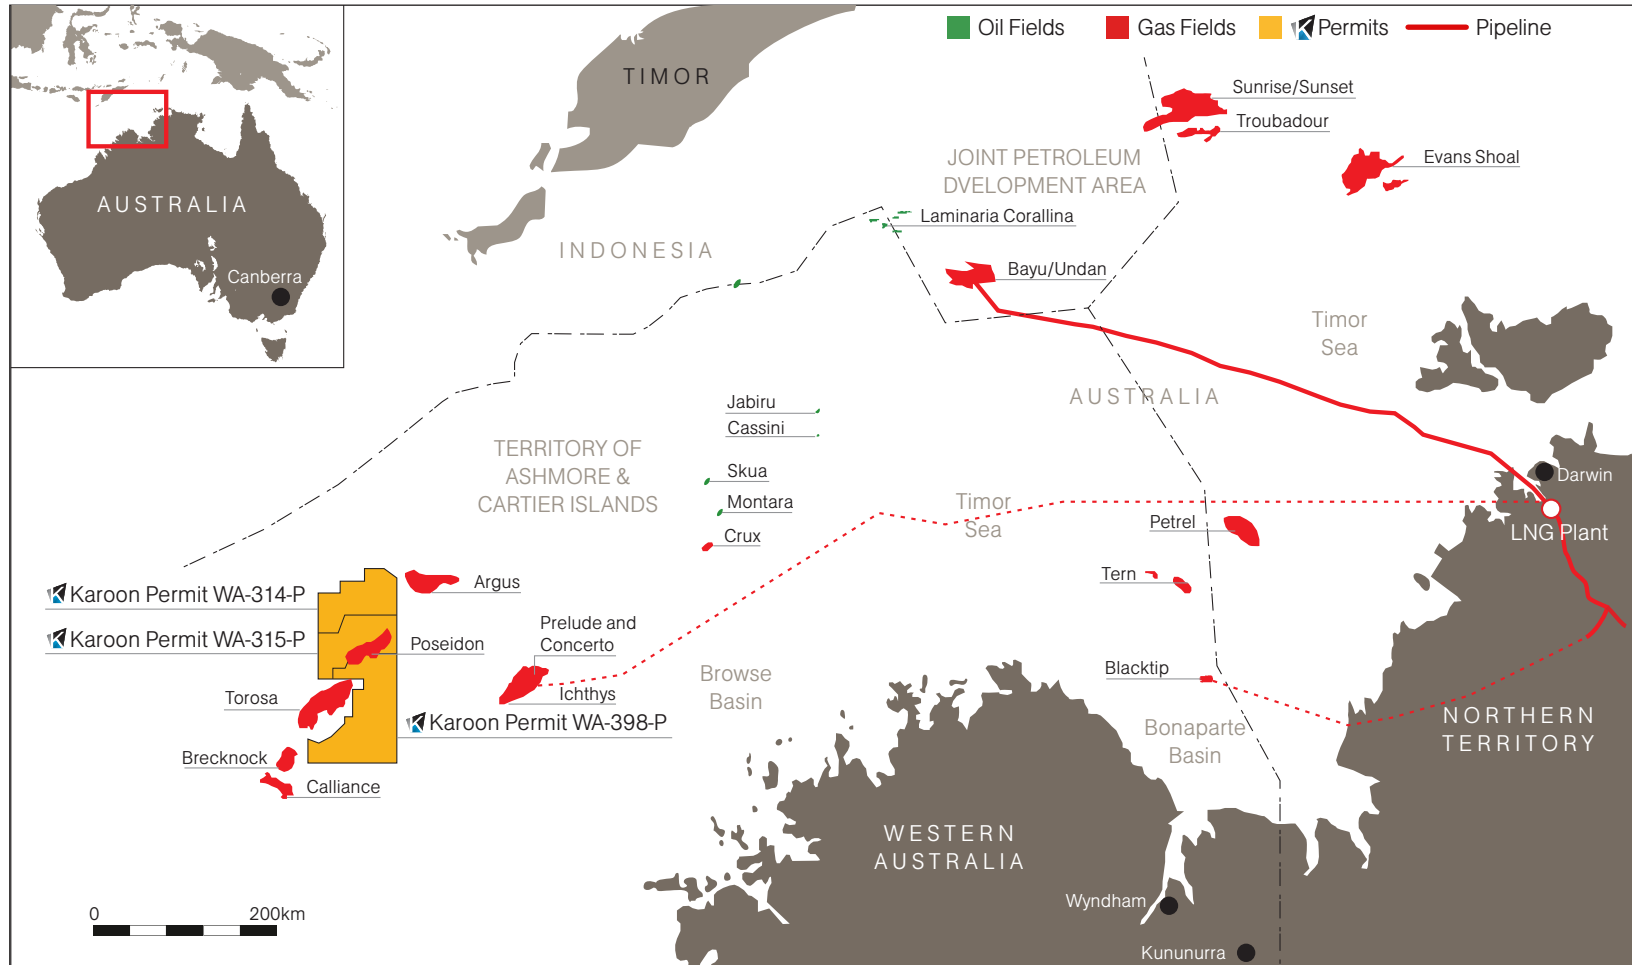 Oil Fields
Gas Fields
Permits
Pipeline
AUSTRALIA
Canberra
TIMOR
INDONESIA
JOINT PETROLEUM
DVELOPMENT AREA
Sunrise/Sunset
Troubadour
Evans Shoal
Laminaria Corallina
Bayu/Undan
Timor
Sea
AUSTRALIA
Jabiru
Cassini
TERRITORY OF
ASHMORE &
CARTIER ISLANDS
Skua
Montara
Crux
Timor
Sea
Petrel
Darwin
LNG Plant
Tern
Argus
Karoon Permit WA-314-P
Karoon Permit WA-315-P
Poseidon
Prelude and
Concerto
Ichthys
Torosa
Karoon Permit WA-398-P
Browse
Basin
Blacktip
Bonaparte
Basin
NORTHERN
TERRITORY
Brecknock
Calliance
WESTERN
AUSTRALIA
Wyndham
Kununurra
0 200km